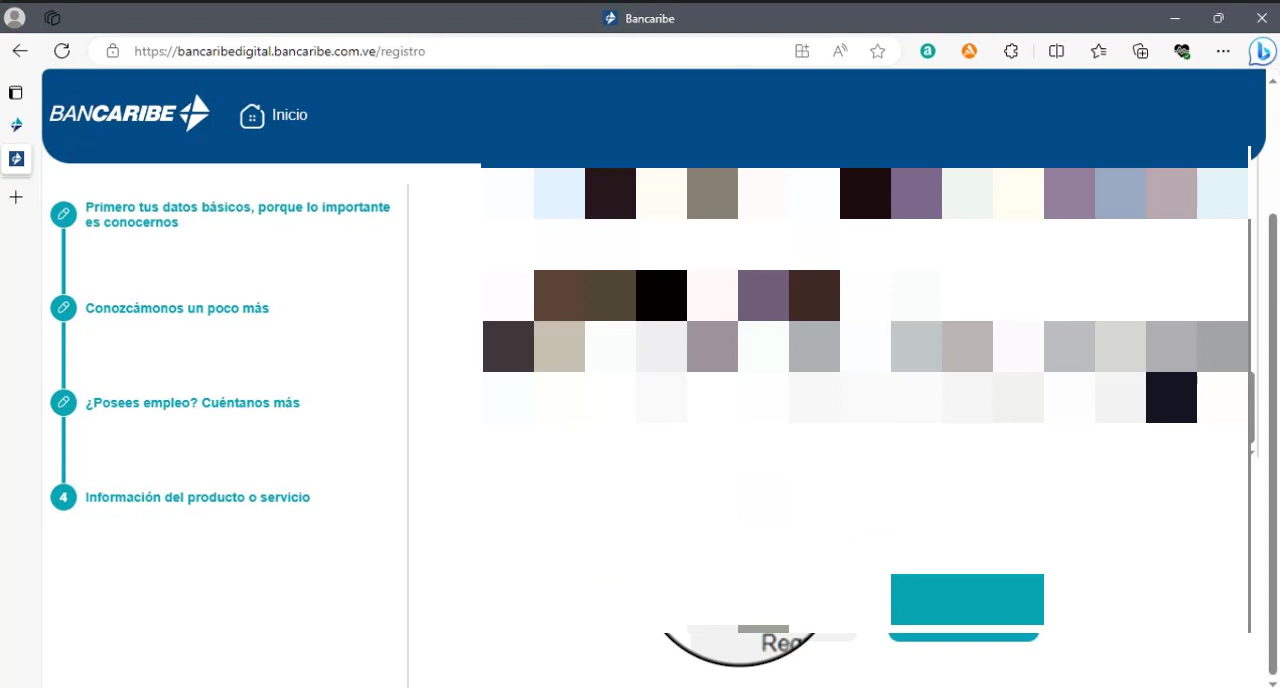 Bancaribe
https://bancaribedigital.bancaribe.com.ve/registro
BANCARIBE
Inicio
Primero tus datos básicos, porque lo importante
es conocernos
Conozcámonos un poco más
¿Posees empleo? Cuéntanos más
4 Información del producto o servicio